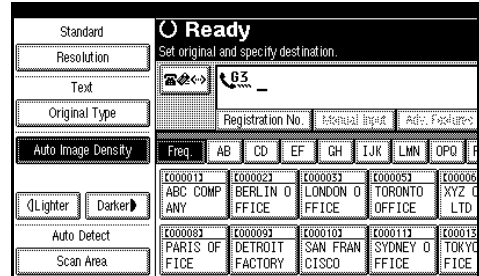 Standard
Resolution
Text
Original Type
Auto Image Density
Lighter Darker
Auto Detect
Scan Area
Ready
Set original and specify destination.
G3 _
Registration No. Manual Input Adv. Features
Freq. AB CD EF GH IJK LMN OPQ
[00001] [00002] [00003] [00005] [00006
ABC COMP BERLIN O LONDON O TORONTO XYZ
ANY FFICE FFICE OFFICE LTD
[00008] [00009] [00010] [00011] [00013
PARIS OF DETROIT SAN FRAN SYDNEY O TOKYO
FICE FACTORY CISCO FFICE FICE